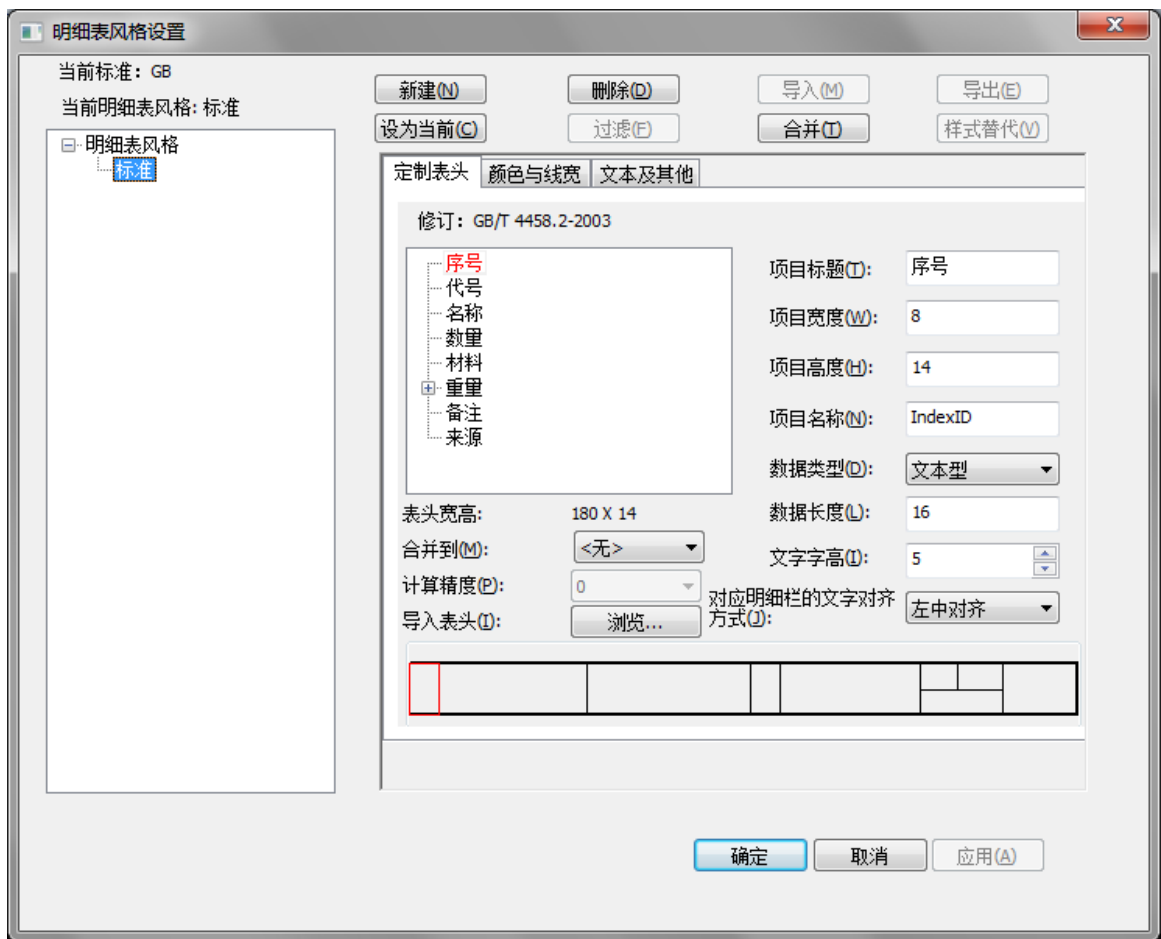 明细表风格设置
当前标准: GB
当前明细表风格: 标准
新建(N) 删除(D) 导入(M) 导出(E)
设为当前(C) 过滤(F) 合并(T) 样式替代(V)
明细表风格
标准
定制表头 颜色与线宽 文本及其他
修订: GB/T 4458.2-2003
序号
代号
名称
数量
材料
重量
备注
来源
项目标题(T): 序号
项目宽度(W): 8
项目高度(H): 14
项目名称(N): IndexID
数据类型(D): 文本型
数据长度(L): 16
文字字高(I): 5
对应明细栏的文字对齐
方式(J): 左中对齐
表头宽高: 180 X 14
合并到(M): <无>
计算精度(P): 0
导入表头(I): 浏览...
确定 取消 应用(A)